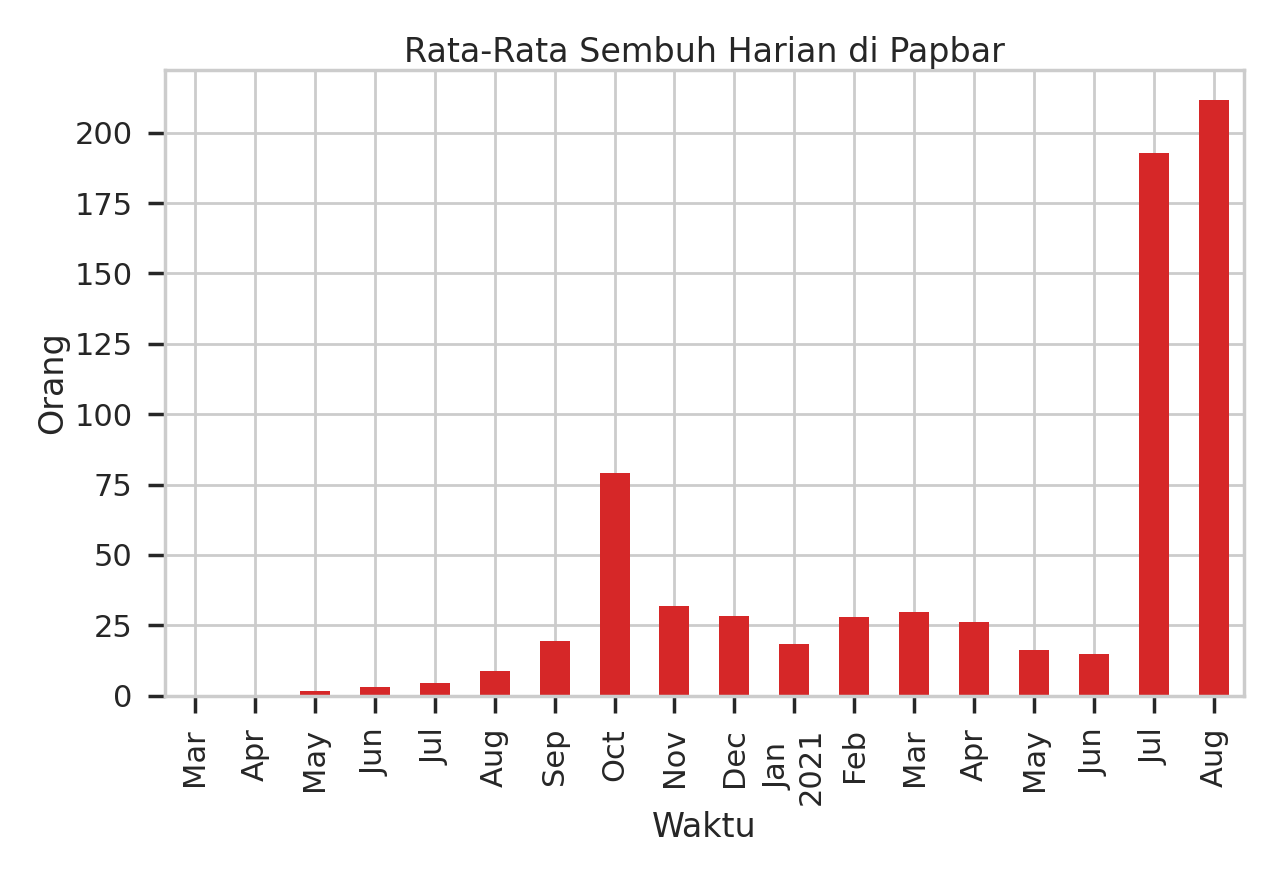 Rata-Rata Sembuh Harian di Papbar
Orang
200
175
150
125
100
75
50
25
0
Mar
Apr
May
Jun
Jul
Aug
Sep
Oct
Nov
Dec
Jan
2021
Feb
Mar
Apr
May
Jun
Jul
Aug
Waktu